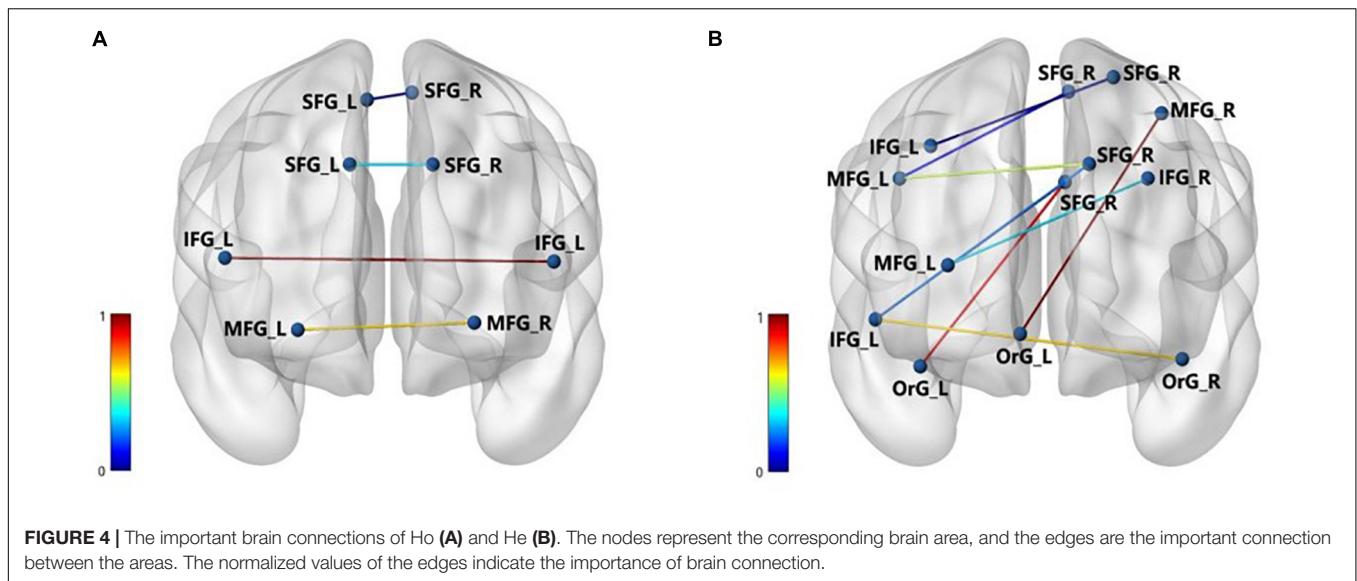 A
B
SFG_L
SFG_R
SFG_L
SFG_R
IFG_L
IFG_L
MFG_L
MFG_R
1
0
SFG_R
SFG_R
MFG_R
IFG_L
MFG_L
SFG_R
IFG_R
SFG_R
MFG_L
IFG_L
OrG_L
OrG_L
OrG_R
1
0
FIGURE 4 | The important brain connections of Ho (A) and He (B). The nodes represent the corresponding brain area, and the edges are the important connection
between the areas. The normalized values of the edges indicate the importance of brain connection.